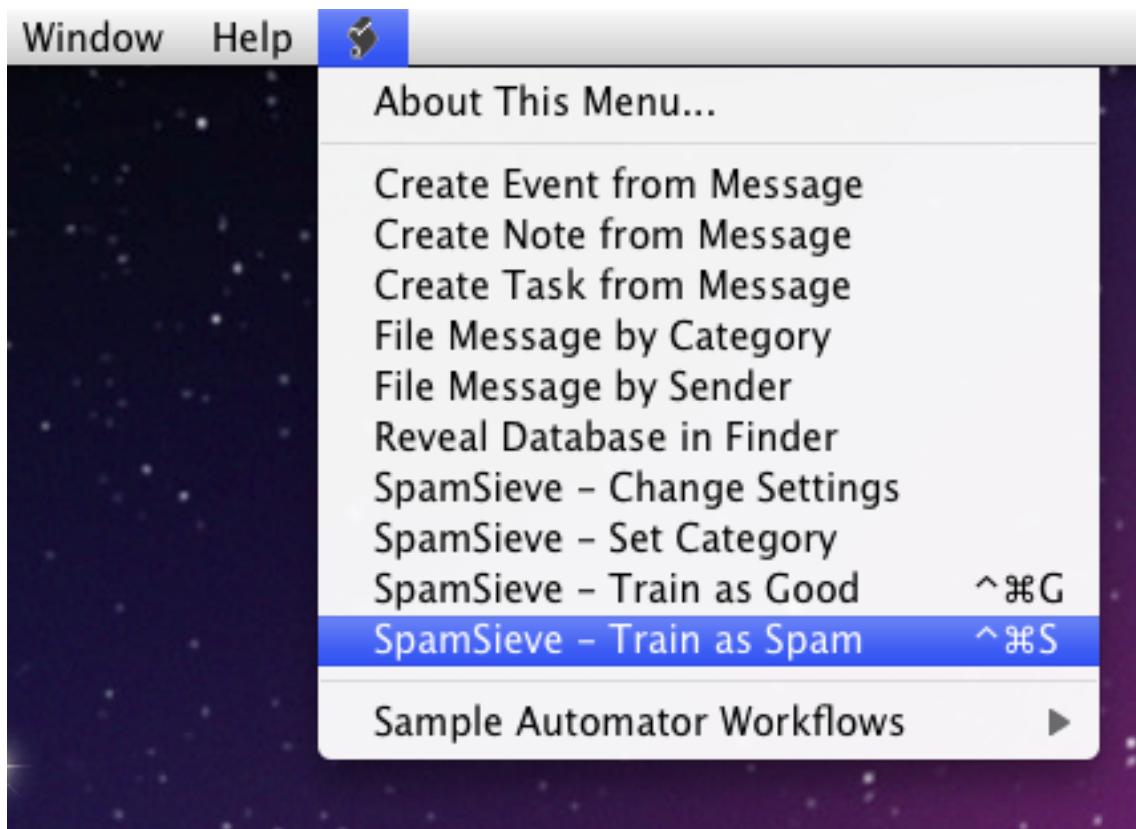 Window Help
About This Menu...
Create Event from Message
Create Note from Message
Create Task from Message
File Message by Category
File Message by Sender
Reveal Database in Finder
SpamSieve – Change Settings
SpamSieve – Set Category
SpamSieve – Train as Good ^⌘G
SpamSieve – Train as Spam ^⌘S
Sample Automator Workflows